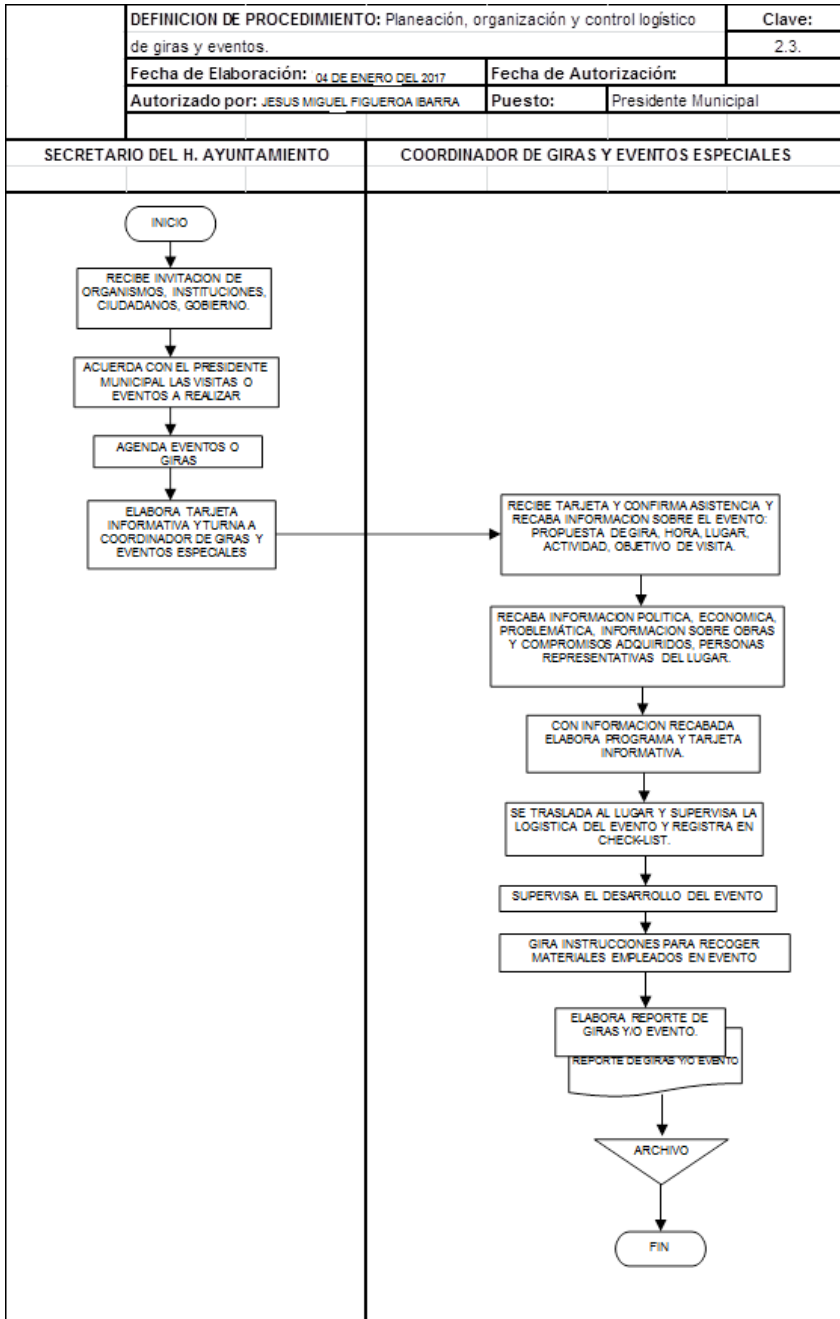 DEFINICION DE PROCEDIMIENTO: Planeación, organización y control logístico
de giras y eventos.
Clave:
2.3.
Fecha de Elaboración: 04 DE ENERO DEL 2017
Fecha de Autorización:
Autorizado por: JESUS MIGUEL FIGUEROA IBARRA
Puesto:
Presidente Municipal
SECRETARIO DEL H. AYUNTAMIENTO
COORDINADOR DE GIRAS Y EVENTOS ESPECIALES
INICIO
RECIBE INVITACION DE
ORGANISMOS, INSTITUCIONES,
CIUDADANOS, GOBIERNO.
ACUERDA CON EL PRESIDENTE
MUNICIPAL LAS VISITAS O
EVENTOS A REALIZAR
AGENDA EVENTOS O
GIRAS
ELABORA TARJETA
INFORMATIVA Y TURNA A
COORDINADOR DE GIRAS Y
EVENTOS ESPECIALES
RECIBE TARJETA Y CONFIRMA ASISTENCIA Y
RECABA INFORMACION SOBRE EL EVENTO:
PROPUESTA DE GIRA, HORA, LUGAR,
ACTIVIDAD, OBJETIVO DE VISITA.
RECABA INFORMACION POLITICA, ECONOMICA,
PROBLEMÁTICA, INFORMACION SOBRE OBRAS
Y COMPROMISOS ADQUIRIDOS, PERSONAS
REPRESENTATIVAS DEL LUGAR.
CON INFORMACION RECABADA
ELABORA PROGRAMA Y TARJETA
INFORMATIVA.
SE TRASLADA AL LUGAR Y SUPERVISA LA
LOGISTICA DEL EVENTO Y REGISTRA EN
CHECK-LIST.
SUPERVISA EL DESARROLLO DEL EVENTO
GIRA INSTRUCCIONES PARA RECOGER
MATERIALES EMPLEADOS EN EVENTO
ELABORA REPORTE DE
GIRAS Y/O EVENTO.
REPORTE DE GIRAS Y/O EVENTO
ARCHIVO
FIN